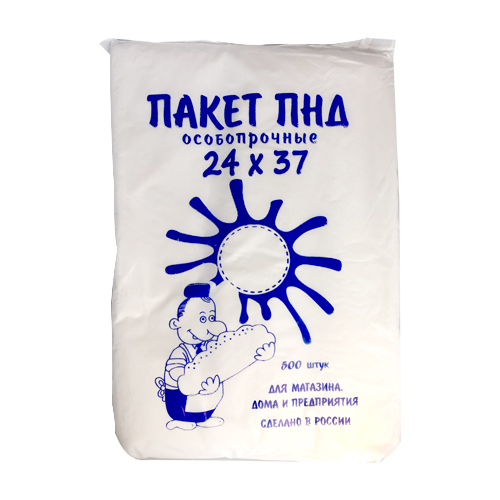 ПАКЕТ ПНД
особопрочные
24 х 37
500 штук
ДЛЯ МАГАЗИНА,
ДОМА И ПРЕДПРИЯТИЯ
СДЕЛАНО В РОССИИ